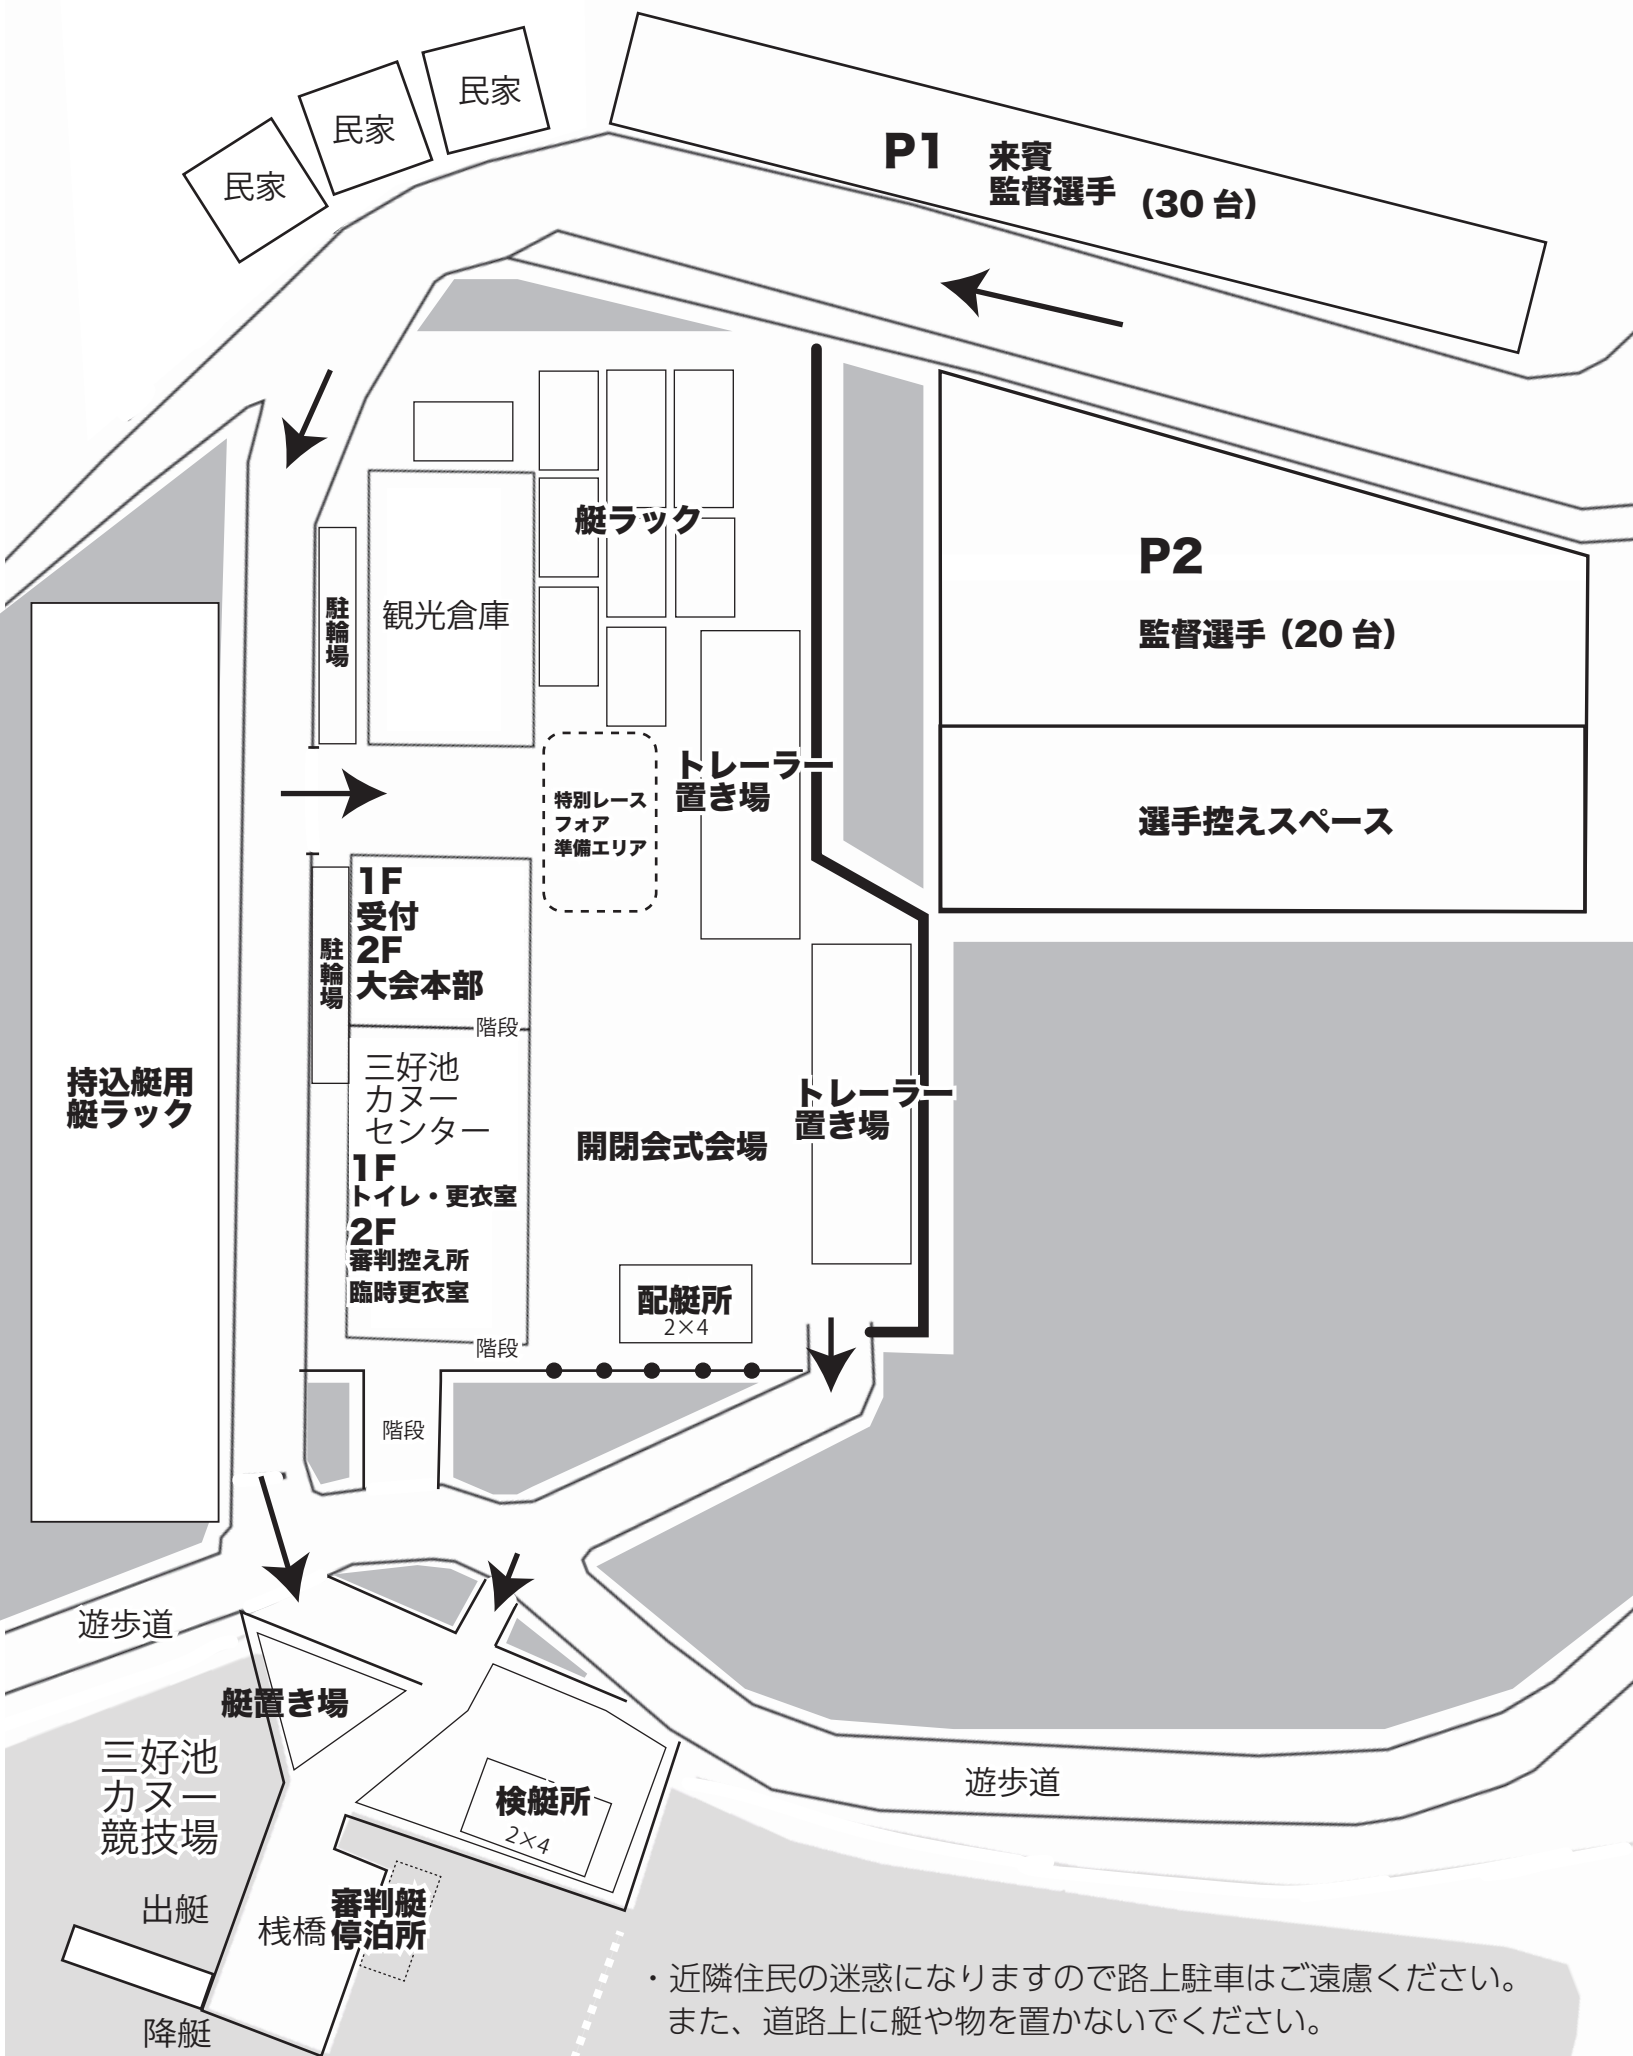 民家
民家
民家
P1
来賓
監督選手
（30 台）
艇ラック
P2
監督選手（20 台）
駐輪場
観光倉庫
トレーラー
置き場
特別レース
フォア
準備エリア
選手控えスペース
1F
受付
2F
大会本部
駐輪場
階段
三好池
カヌー
センター
1F
トイレ・更衣室
2F
審判控え所
臨時更衣室
階段
持込艇用
艇ラック
開閉会式会場
トレーラー
置き場
配艇所
2×4
階段
遊歩道
艇置き場
三好池
カヌー
競技場
検艇所
2×4
遊歩道
出艇
桟橋
審判艇
停泊所
降艇
・近隣住民の迷惑になりますので路上駐車はご遠慮ください。
また、道路上に艇や物を置かないでください。